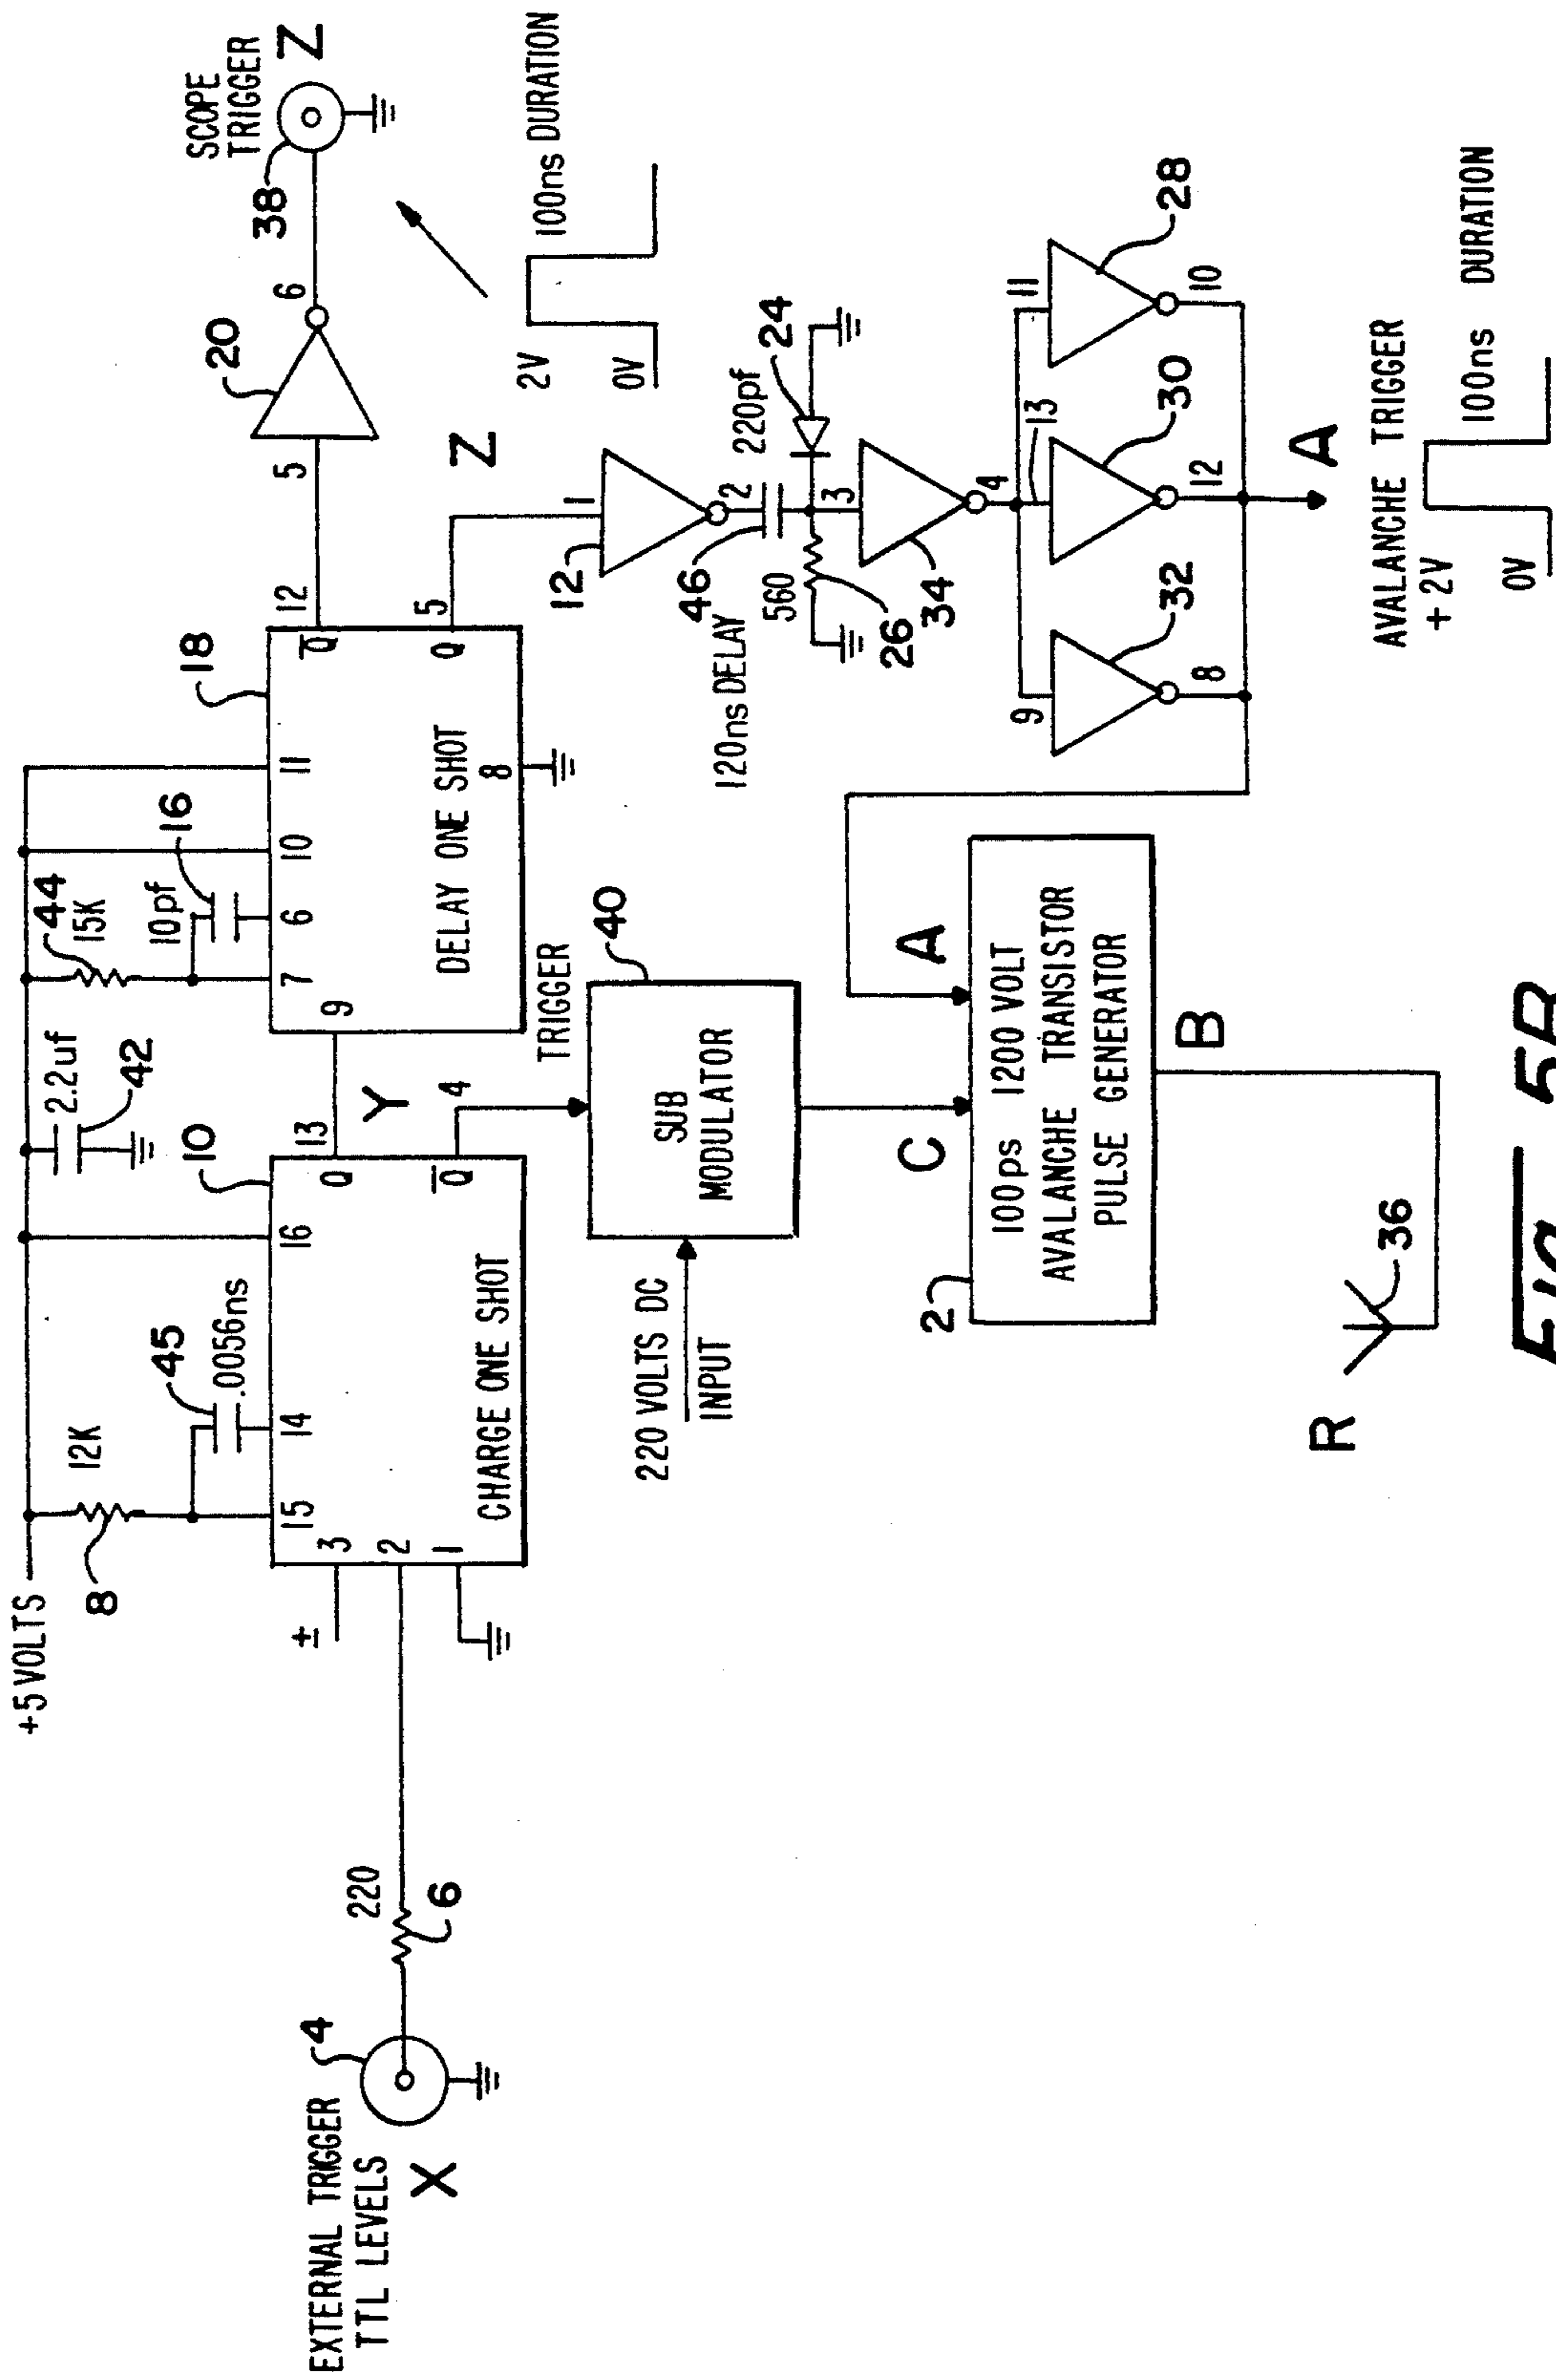 +5 VOLTS
8
12K
45
.0056ns
2.2uf
42
44
15K
10pf
16
10
18
15
14
16
7
6
10
11
3
±
2
1
CHARGE ONE SHOT
Q
13
Y
Q
4
9
DELAY ONE SHOT
8
Q
12
Q
5
5
20
6
38
SCOPE
TRIGGER
Z
2V
0V
100ns DURATION
EXTERNAL TRIGGER
TTL LEVELS
4
X
220
6
TRIGGER
220 VOLTS DC
INPUT
SUB
MODULATOR
40
Z
12
1
2
46
220pf
24
120ns DELAY
560
26
3
34
4
9
13
11
32
30
28
8
12
10
A
C
A
2
100ps 1200 VOLT
AVALANCHE TRANSISTOR
PULSE GENERATOR
B
R
36
AVALANCHE TRIGGER
+2V
0V
100ns DURATION
Fig 5B